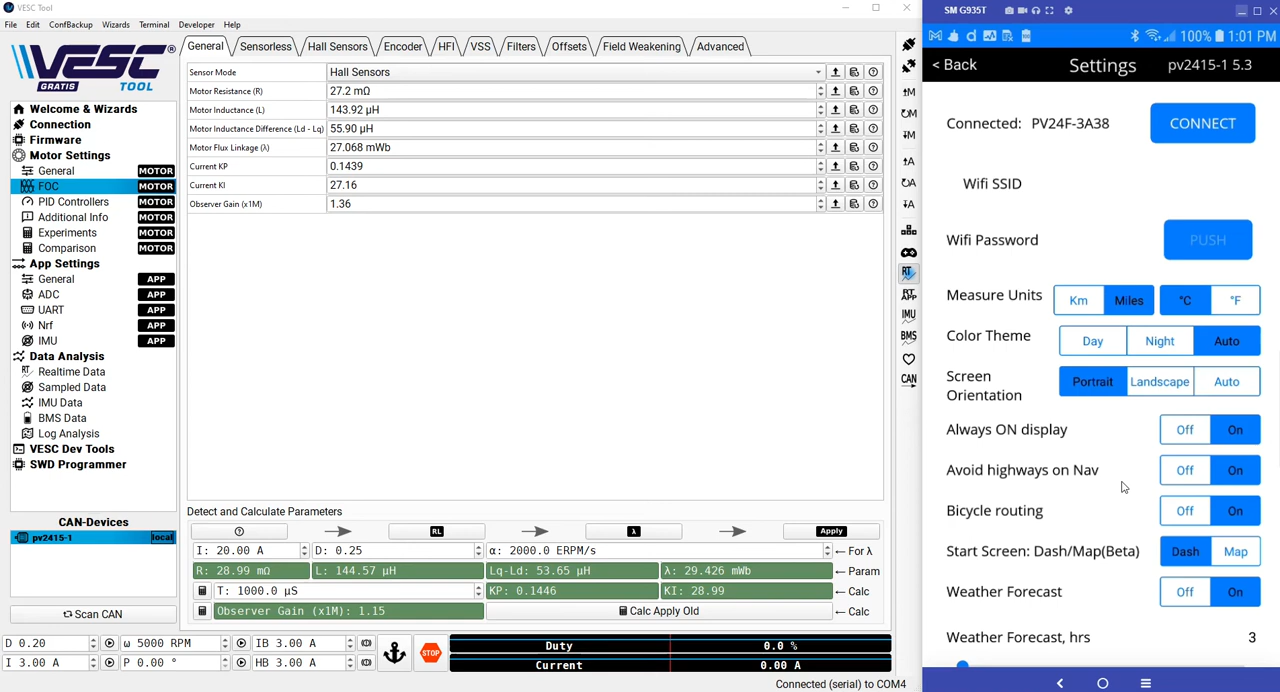 VESC Tool
File Edit ConfBackup Wizards Terminal Developer Help
VESC
GRATIS TOOL
Welcome & Wizards
Connection
Firmware
Motor Settings
General MOTOR
FOC MOTOR
PID Controllers MOTOR
Additional Info MOTOR
Experiments MOTOR
Comparison MOTOR
App Settings
General APP
ADC APP
UART APP
Nrf APP
IMU APP
Data Analysis
Realtime Data
Sampled Data
IMU Data
BMS Data
Log Analysis
VESC Dev Tools
SWD Programmer
CAN-Devices
pv2415-1 local
Scan CAN
General Sensorless Hall Sensors Encoder HFI VSS Filters Offsets Field Weakening Advanced
Sensor Mode Hall Sensors
Motor Resistance (R) 27.2 mΩ
Motor Inductance (L) 143.92 µH
Motor Inductance Difference (Ld - Lq) 55.90 µH
Motor Flux Linkage (λ) 27.068 mWb
Current KP 0.1439
Current KI 27.16
Observer Gain (x1M) 1.36
Detect and Calculate Parameters
RL λ Apply
I: 20.00 A D: 0.25 α: 2000.0 ERPM/s ← For λ
R: 28.99 mΩ L: 144.57 µH Lq-Ld: 53.65 µH λ: 29.426 mWb ← Param
T: 1000.0 µS KP: 0.1446 KI: 28.99 ← Calc
Observer Gain (x1M): 1.15 Calc Apply Old ← Calc
D 0.20 ω 5000 RPM IB 3.00 A
I 3.00 A P 0.00 ° HB 3.00 A
STOP
Duty 0.0 %
Current 0.00 A
Connected (serial) to COM4
M
M
M
A
A
A
RT
RT
APP
IMU
BMS
CAN
SM G935T
100% 1:01 PM
< Back Settings pv2415-1 5.3
Connected: PV24F-3A38 CONNECT
Wifi SSID
Wifi Password PUSH
Measure Units Km Miles °C °F
Color Theme Day Night Auto
Screen
Orientation Portrait Landscape Auto
Always ON display Off On
Avoid highways on Nav Off On
Bicycle routing Off On
Start Screen: Dash/Map(Beta) Dash Map
Weather Forecast Off On
Weather Forecast, hrs 3